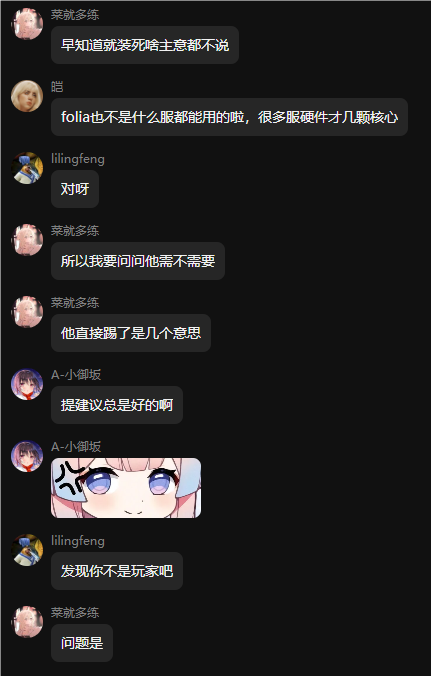 菜就多练
早知道就装死啥主意都不说
皑
folia也不是什么服都能用的啦，很多服硬件才几颗核心
lilingfeng
对呀
菜就多练
所以我要问问他需不需要
菜就多练
他直接踢了是几个意思
A-小御坂
提建议总是好的啊
A-小御坂
lilingfeng
发现你不是玩家吧
菜就多练
问题是